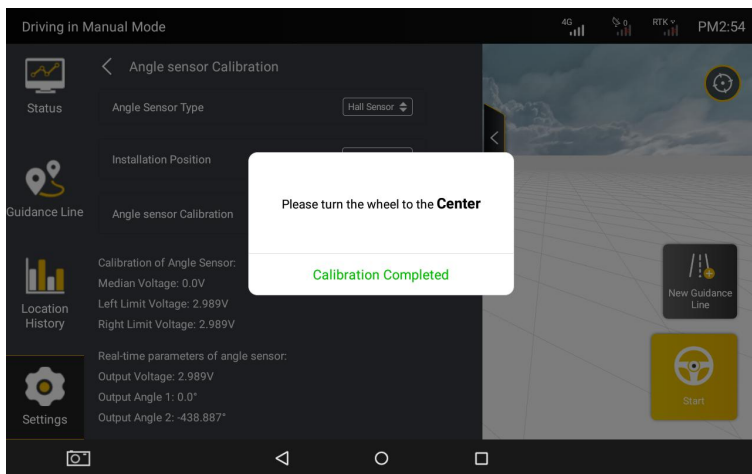 Driving in Manual Mode
4G
0
RTK
PM2:54
Status
Angle sensor Calibration
Angle Sensor Type
Hall Sensor
Installation Position
Guidance Line
Angle sensor Calibration
Please turn the wheel to the Center
Calibration Completed
Calibration of Angle Sensor:
Median Voltage: 0.0V
Left Limit Voltage: 2.989V
Right Limit Voltage: 2.989V
Location
History
Real-time parameters of angle sensor:
Output Voltage: 2.989V
Output Angle 1: 0.0°
Output Angle 2: -438.887°
Settings
New Guidance
Line
Start